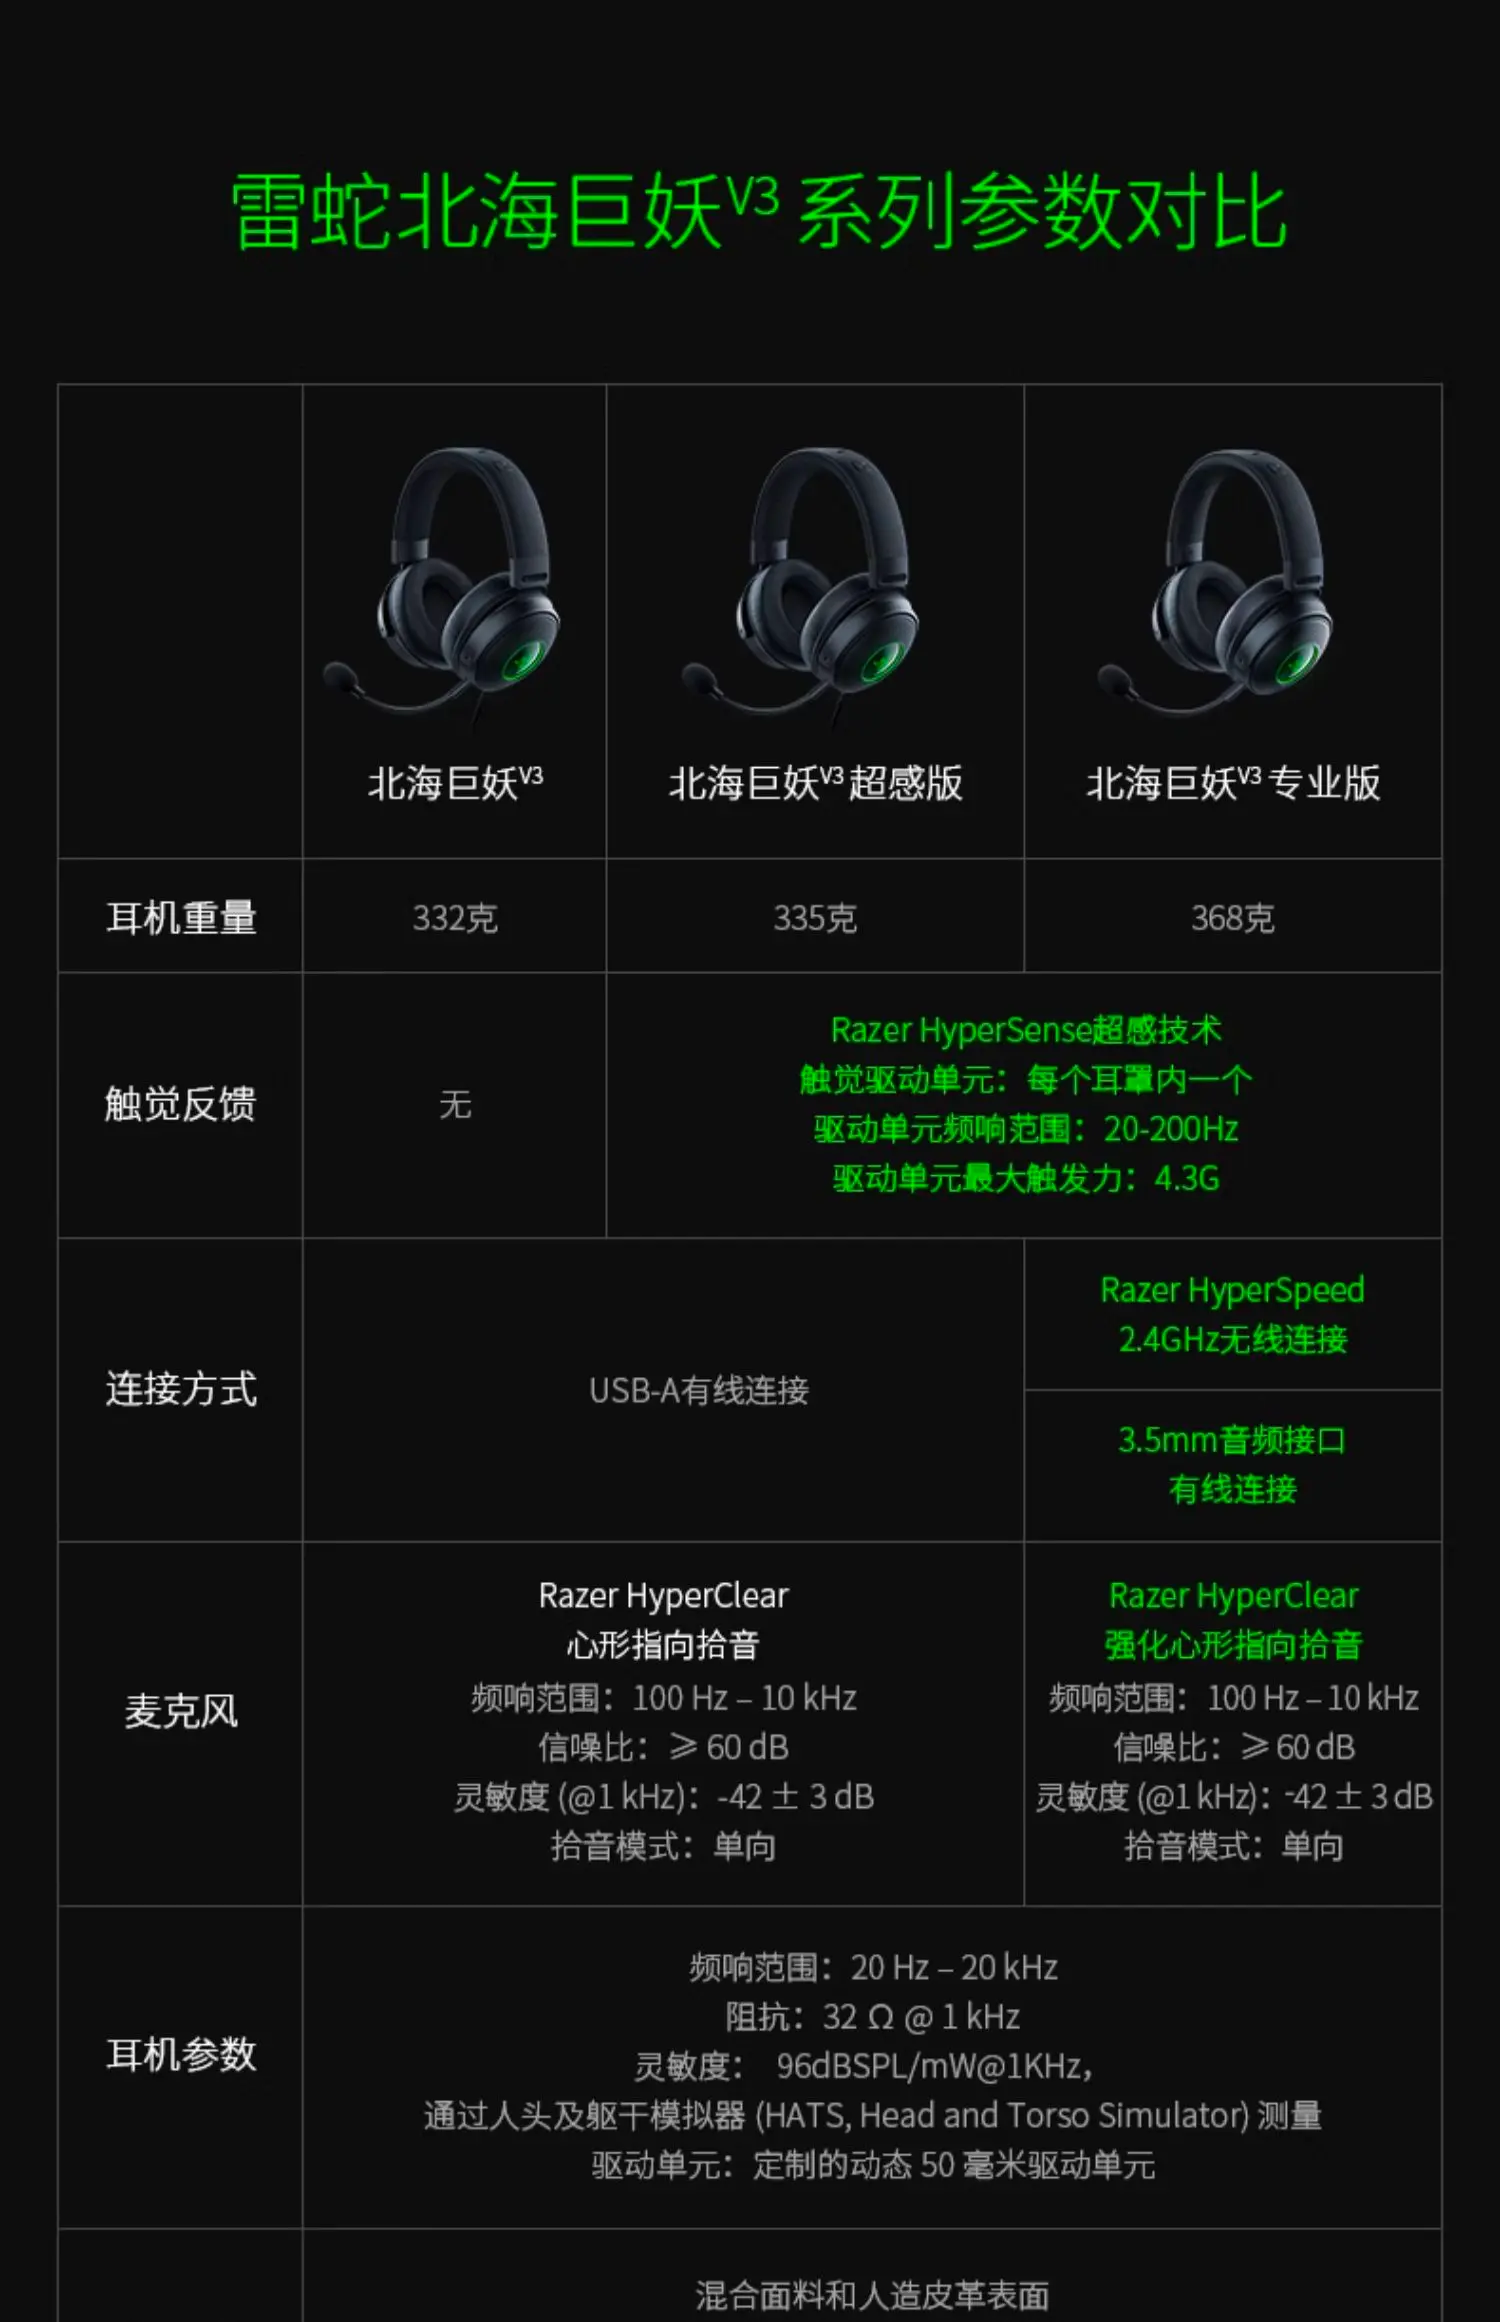 雷蛇北海巨妖V3 系列参数对比
北海巨妖V3
北海巨妖V3 超感版
北海巨妖V3 专业版
耳机重量
332克
335克
368克
触觉反馈
无
Razer HyperSense超感技术
触觉驱动单元：每个耳罩内一个
驱动单元频响范围：20-200Hz
驱动单元最大触发力：4.3G
连接方式
USB-A有线连接
Razer HyperSpeed
2.4GHz无线连接
3.5mm音频接口
有线连接
麦克风
Razer HyperClear
心形指向拾音
频响范围：100 Hz – 10 kHz
信噪比：≥ 60 dB
灵敏度 (@1 kHz)：-42 ± 3 dB
拾音模式：单向
Razer HyperClear
强化心形指向拾音
频响范围：100 Hz – 10 kHz
信噪比：≥ 60 dB
灵敏度 (@1 kHz)：-42 ± 3 dB
拾音模式：单向
耳机参数
频响范围：20 Hz – 20 kHz
阻抗：32 Ω @ 1 kHz
灵敏度： 96dBSPL/mW@1KHz，
通过人头及躯干模拟器 (HATS, Head and Torso Simulator) 测量
驱动单元：定制的动态 50 毫米驱动单元
混合面料和人造皮革表面